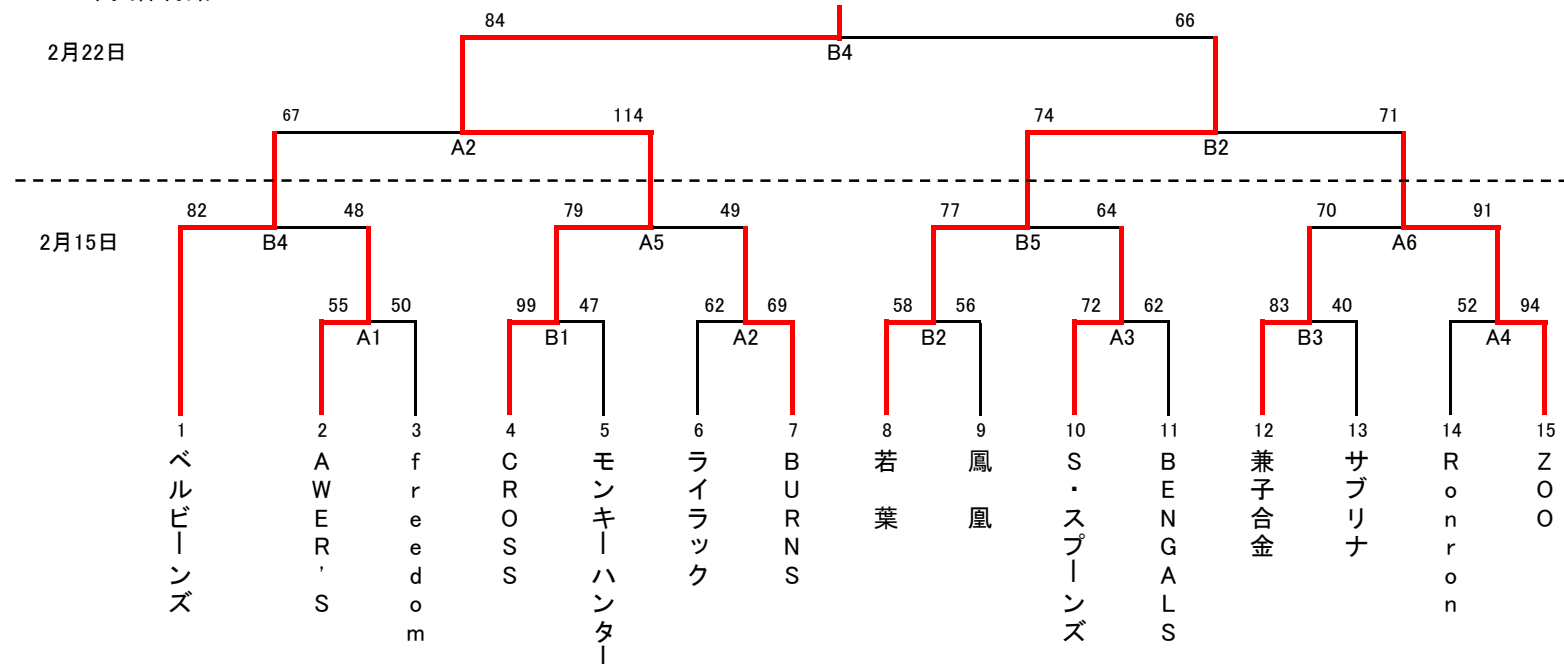 84 66
2月22日
B4
67 114 74 71
A2 B2
82 48 79 49 77 64 70 91
2月15日
B4 A5 B5 A6
55 50 99 47 62 69 58 56 72 62 83 40 52 94
A1 B1 A2 B2 A3 B3 A4
1 2 3 4 5 6 7 8 9 10 11 12 13 14 15
ベルビーンズ
AWER'S
freedom
CROSS
モンキーハンター
ライラック
BURNS
若葉
鳳凰
S・スプーンズ
BENGALS
兼子合金
サブリナ
Ronron
ZOO